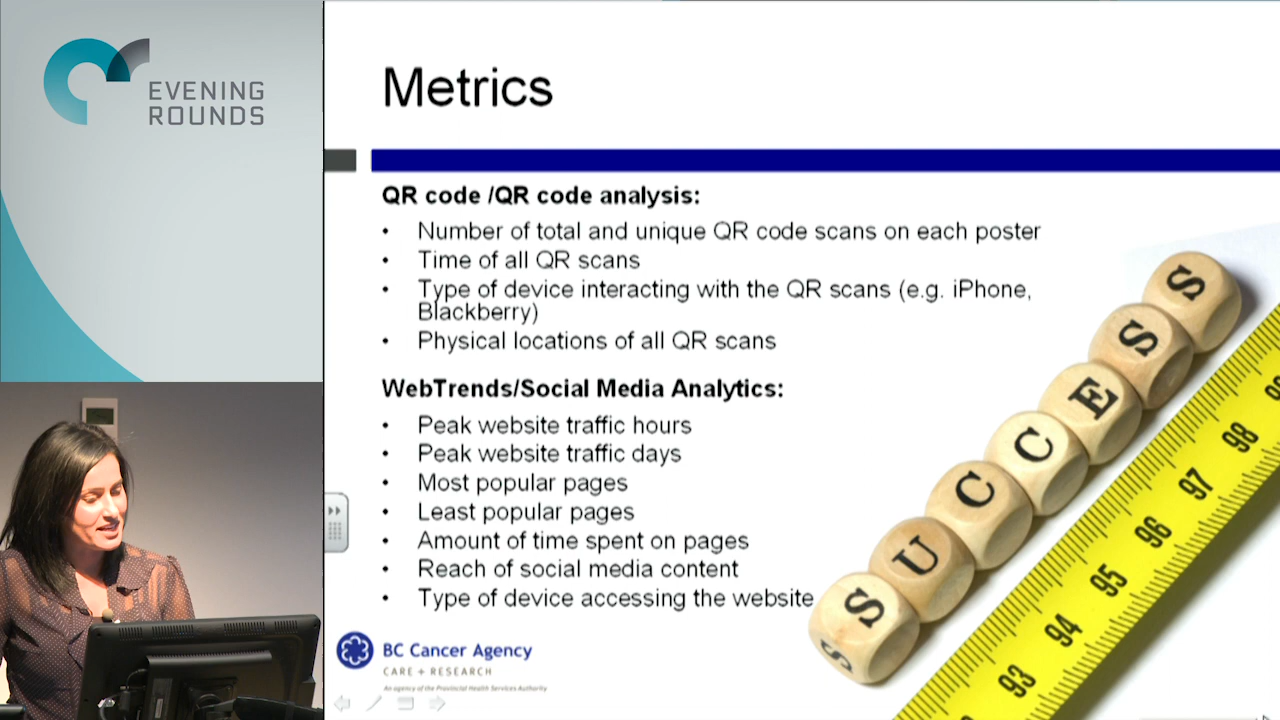 EVENING
ROUNDS
Metrics
QR code /QR code analysis:
• Number of total and unique QR code scans on each poster
• Time of all QR scans
• Type of device interacting with the QR scans (e.g. iPhone,
Blackberry)
• Physical locations of all QR scans
WebTrends/Social Media Analytics:
• Peak website traffic hours
• Peak website traffic days
• Most popular pages
• Least popular pages
• Amount of time spent on pages
• Reach of social media content
• Type of device accessing the website
SUCCESS
93 94 95 96 97 98
BC Cancer Agency
CARE + RESEARCH
An agency of the Provincial Health Services Authority